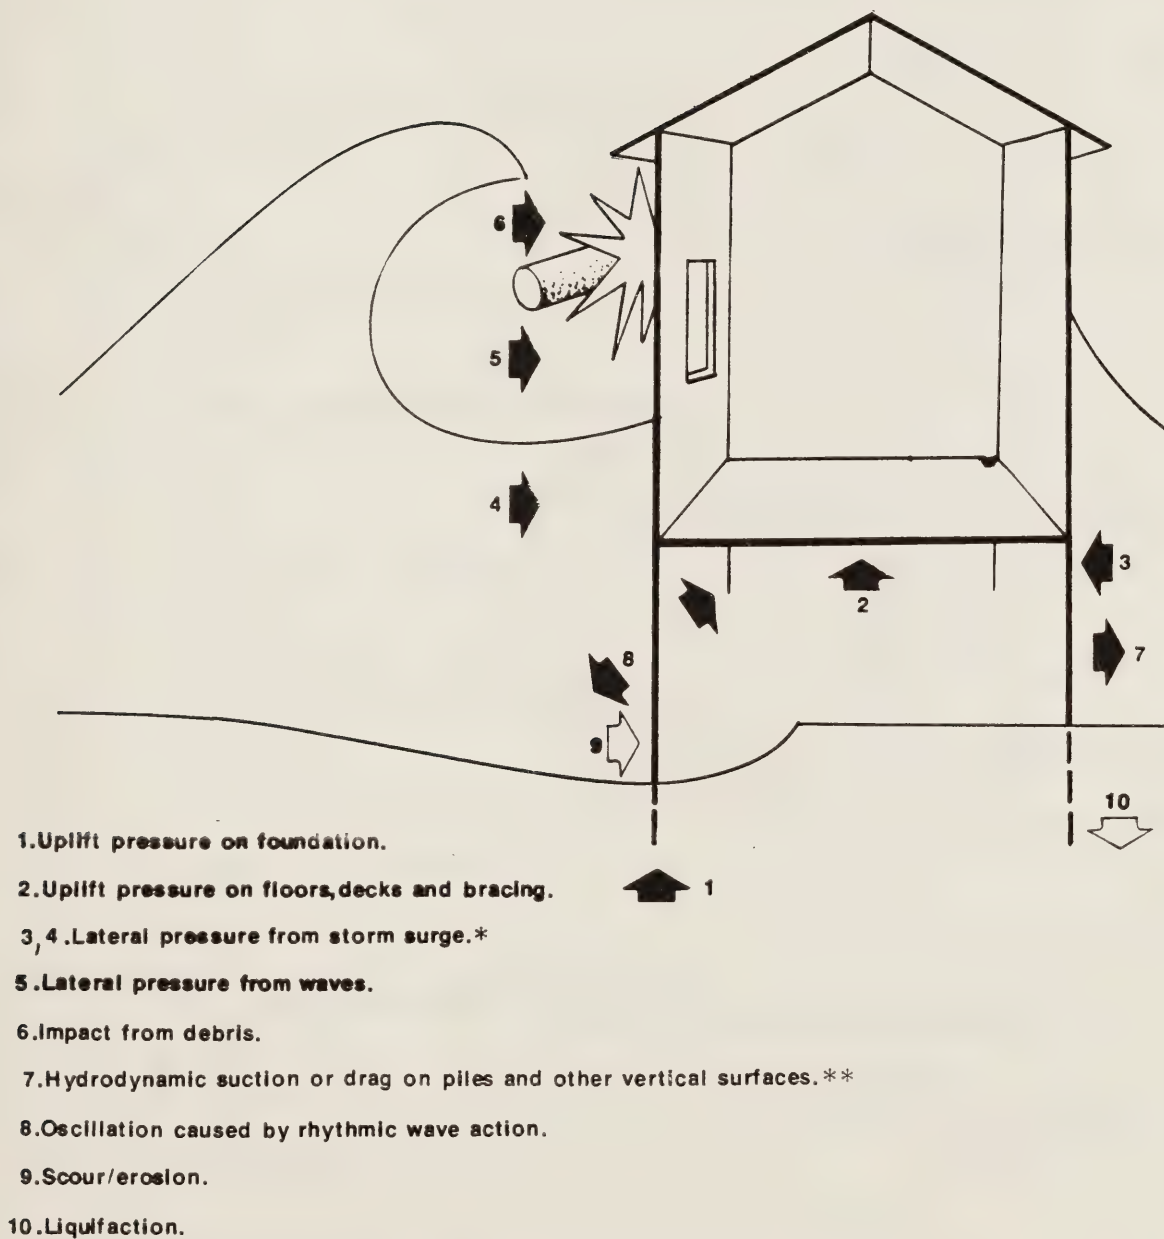 6
5
4
3
2
7
8
9
10
1
1.Uplift pressure on foundation.
2.Uplift pressure on floors,decks and bracing.
3,4.Lateral pressure from storm surge.*
5.Lateral pressure from waves.
6.Impact from debris.
7.Hydrodynamic suction or drag on piles and other vertical surfaces.**
8.Oscillation caused by rhythmic wave action.
9.Scour/erosion.
10.Liquifaction.